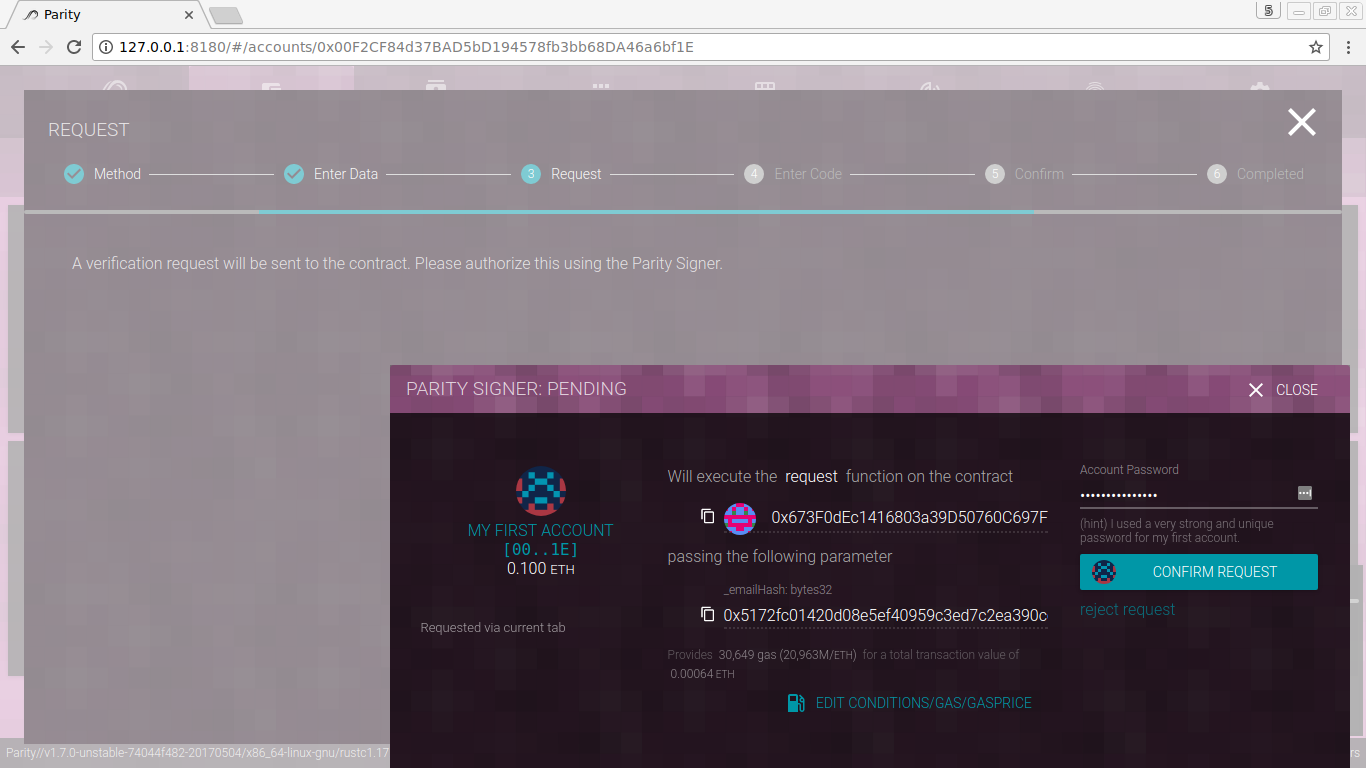 Parity
5
127.0.0.1:8180/#/accounts/0x00F2CF84d37BAD5bD194578fb3bb68DA46a6bf1E
REQUEST
Method
Enter Data
3 Request
4 Enter Code
5 Confirm
6 Completed
A verification request will be sent to the contract. Please authorize this using the Parity Signer.
PARITY SIGNER: PENDING
CLOSE
MY FIRST ACCOUNT
[00..1E]
0.100 ETH
Requested via current tab
Will execute the request function on the contract
0x673F0dEc1416803a39D50760C697F
passing the following parameter
_emailHash: bytes32
0x5172fc01420d08e5ef40959c3ed7c2ea390c
Provides 30,649 gas (20,963M/ETH) for a total transaction value of
0.00064 ETH
EDIT CONDITIONS/GAS/GASPRICE
Account Password
•••••••••••••••
(hint) I used a very strong and unique
password for my first account.
CONFIRM REQUEST
reject request
Parity//v1.7.0-unstable-74044f482-20170504/x86_64-linux-gnu/rustc1.17
rs